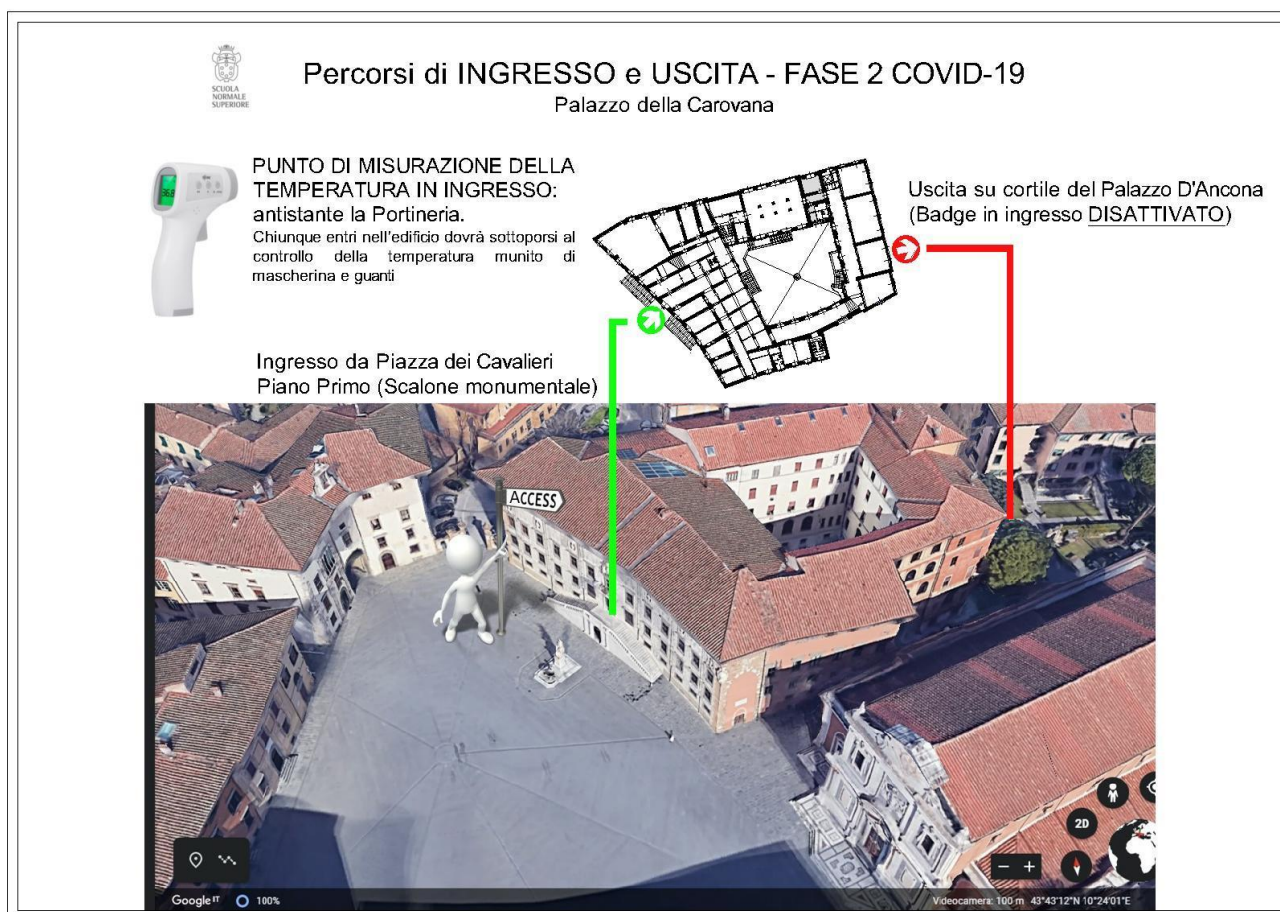 SCUOLA
NORMALE
SUPERIORE
Percorsi di INGRESSO e USCITA - FASE 2 COVID-19
Palazzo della Carovana
PUNTO DI MISURAZIONE DELLA
TEMPERATURA IN INGRESSO:
antistante la Portineria.
Chiunque entri nell'edificio dovrà sottoporsi al
controllo della temperatura munito di
mascherina e guanti
Uscita su cortile del Palazzo D'Ancona
(Badge in ingresso DISATTIVATO)
Ingresso da Piazza dei Cavalieri
Piano Primo (Scalone monumentale)
ACCESS
2D
Google IT 100%
Videocamera: 100 m 43°43'12"N 10°24'01"E